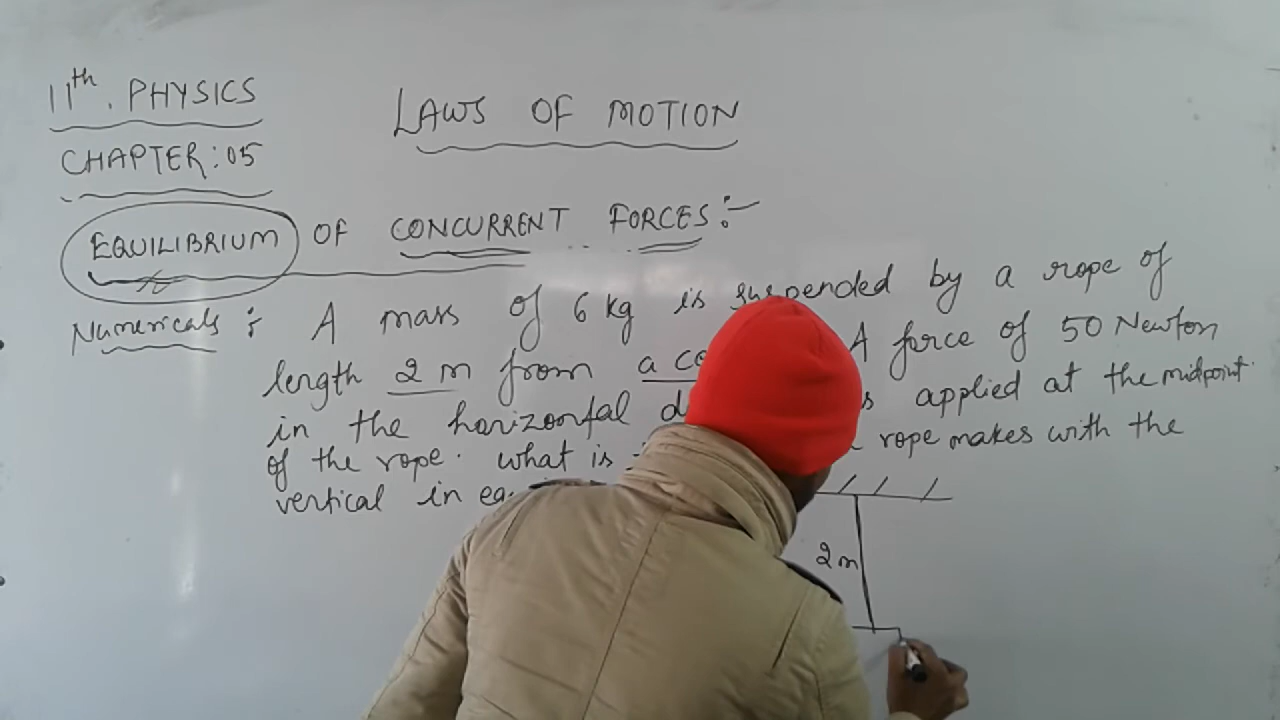 11th. PHYSICS
LAWS OF MOTION
CHAPTER: 05
EQUILIBRIUM OF CONCURRENT FORCES:-
Numericals: A mass of 6 kg is suspended by a rope of
length 2 m from a A force of 50 Newton
in the horizontal applied at the midpoint
of the rope. what is rope makes with the
vertical in
2m